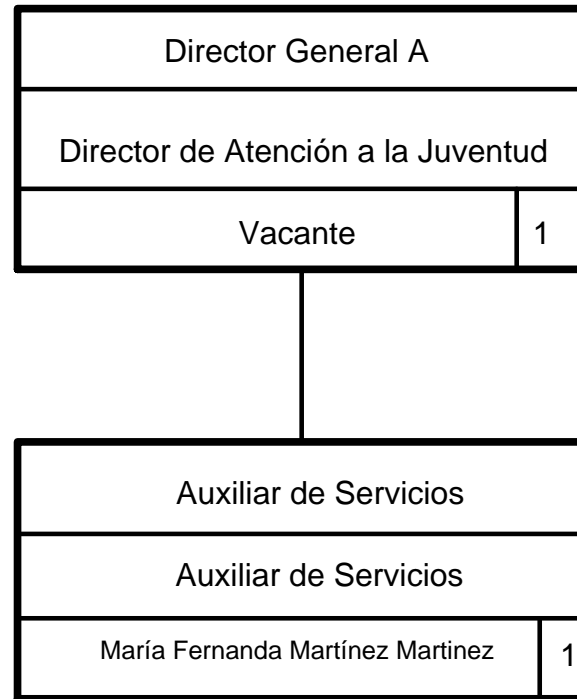 Director General A
Director de Atención a la Juventud
Vacante 1
Auxiliar de Servicios
Auxiliar de Servicios
María Fernanda Martínez Martinez 1